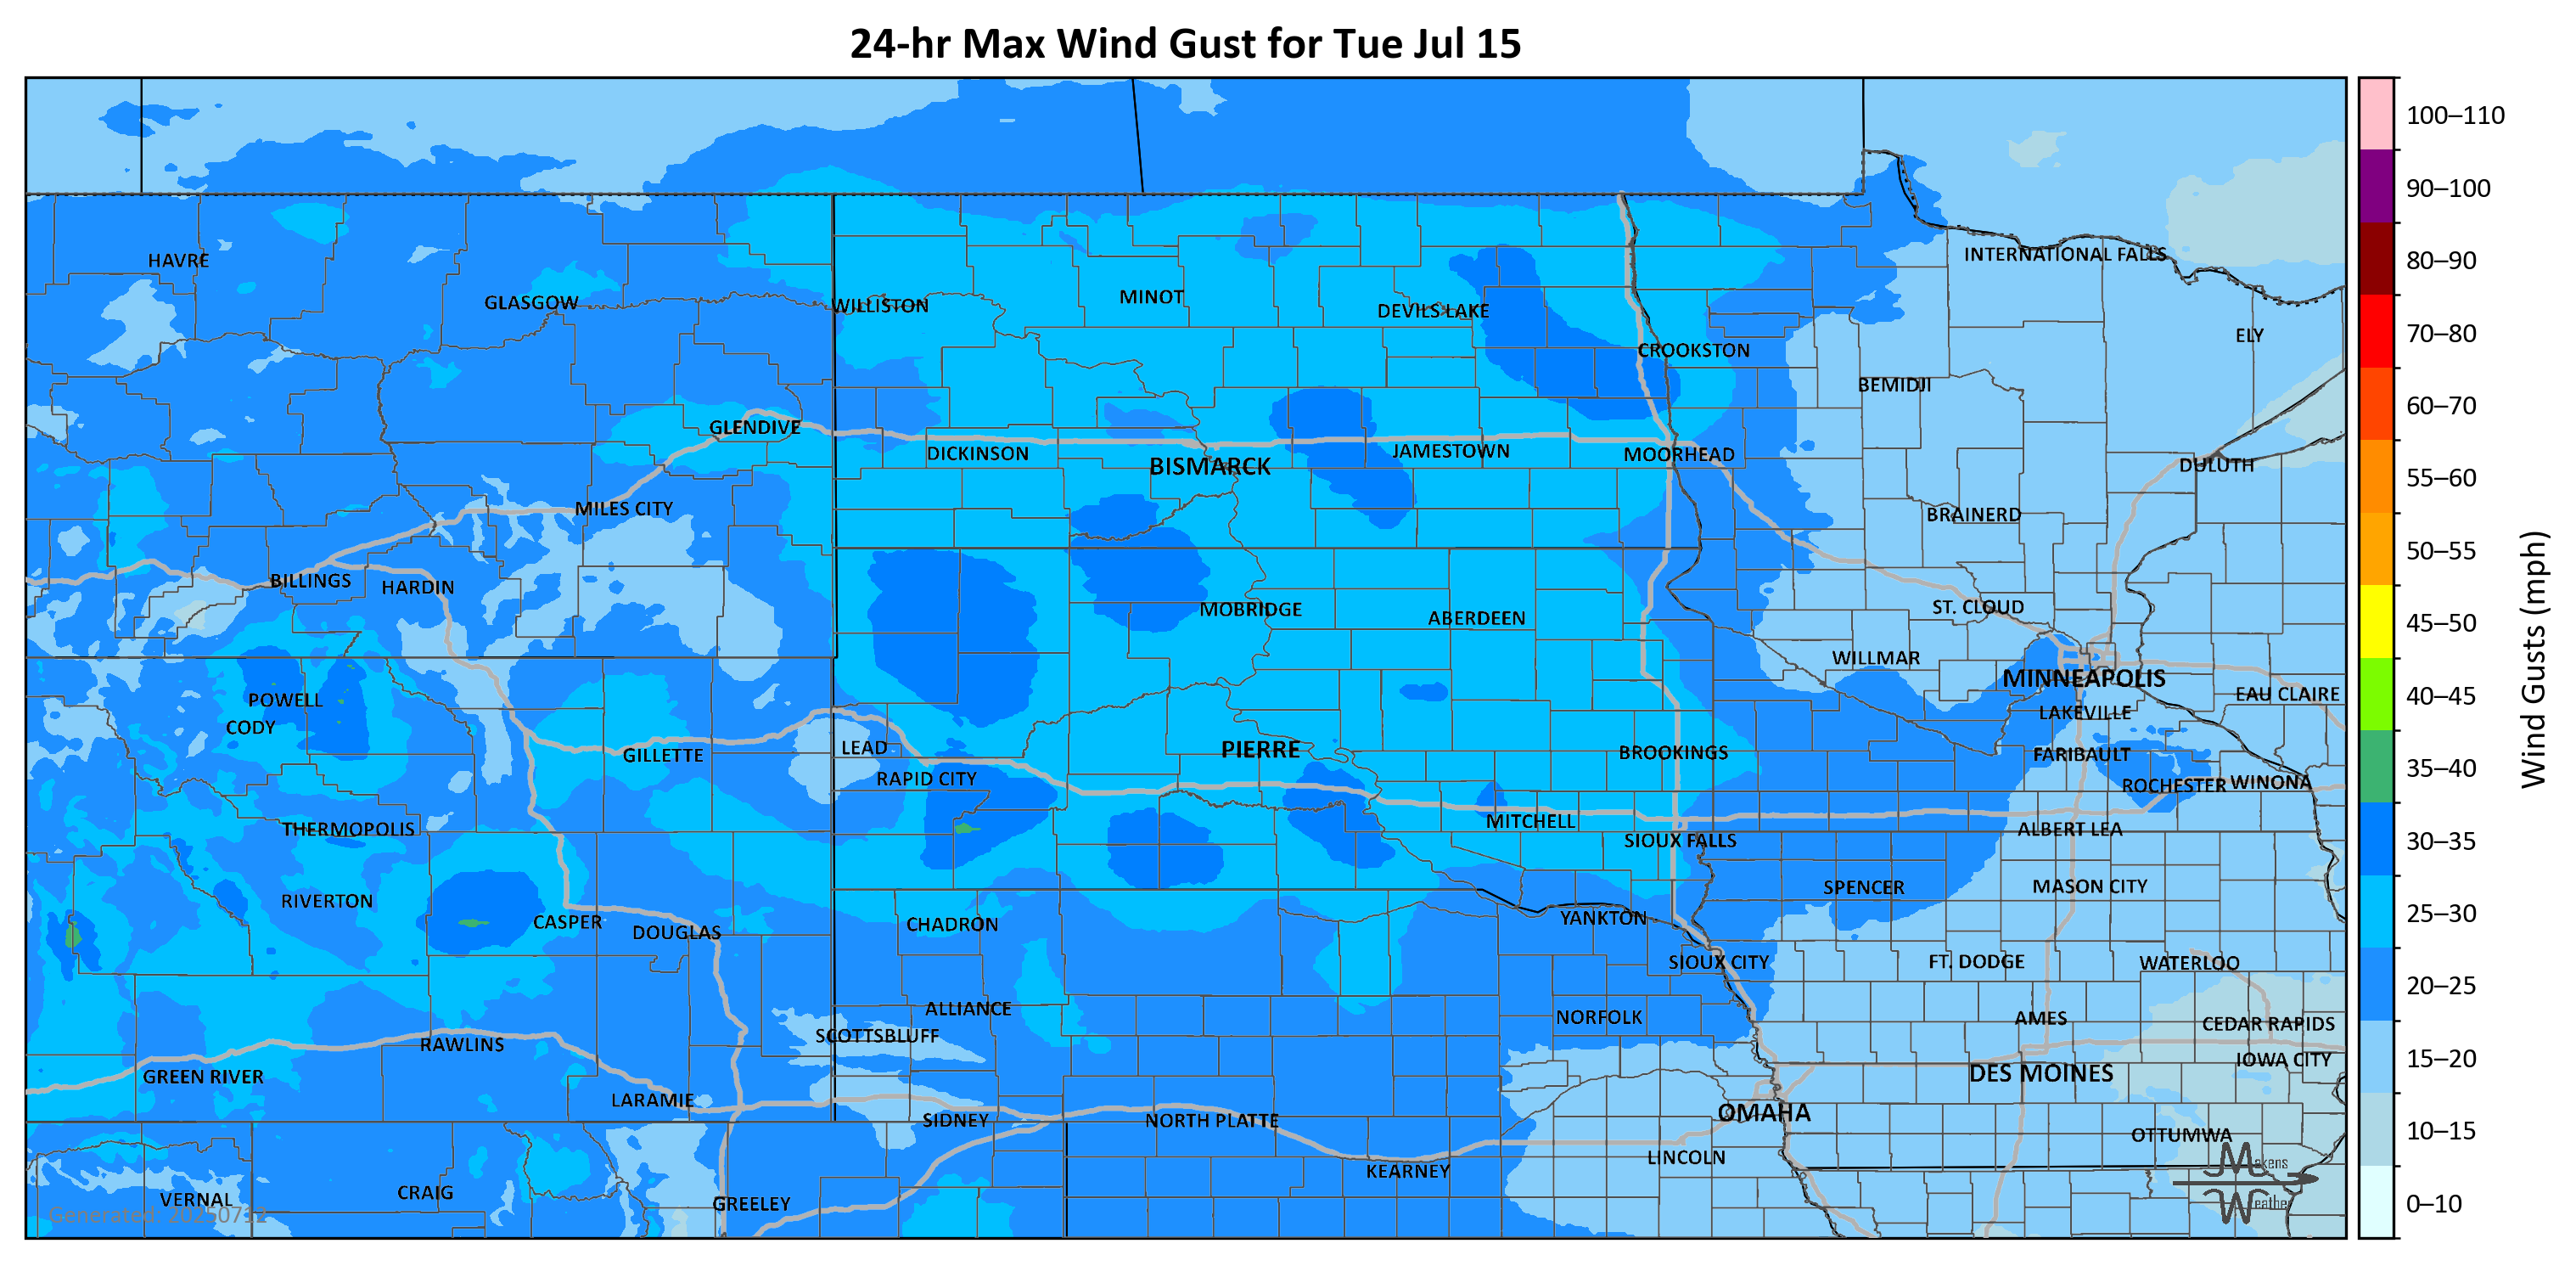 24-hr Max Wind Gust for Tue Jul 15
100–110
90–100
80–90
70–80
60–70
55–60
50–55
45–50
40–45
35–40
30–35
25–30
20–25
15–20
10–15
0–10
Wind Gusts (mph)
INTERNATIONAL FALLS
HAVRE
MINOT
GLASGOW
WILLISTON
DEVILS LAKE
ELY
CROOKSTON
BEMIDJI
GLENDIVE
DICKINSON
JAMESTOWN
MOORHEAD
BISMARCK
DULUTH
MILES CITY
BRAINERD
BILLINGS
HARDIN
MOBRIDGE
ABERDEEN
ST. CLOUD
WILLMAR
MINNEAPOLIS
POWELL
EAU CLAIRE
LAKEVILLE
CODY
GILLETTE
LEAD
PIERRE
BROOKINGS
FARIBAULT
RAPID CITY
ROCHESTER
WINONA
THERMOPOLIS
MITCHELL
ALBERT LEA
SIOUX FALLS
SPENCER
MASON CITY
RIVERTON
CASPER
DOUGLAS
CHADRON
YANKTON
SIOUX CITY
FT. DODGE
WATERLOO
ALLIANCE
NORFOLK
AMES
CEDAR RAPIDS
SCOTTSBLUFF
RAWLINS
IOWA CITY
GREEN RIVER
DES MOINES
LARAMIE
SIDNEY
NORTH PLATTE
OMAHA
OTTUMWA
LINCOLN
KEARNEY
VERNAL
CRAIG
GREELEY
Generated: 20250712
Makens
Weather